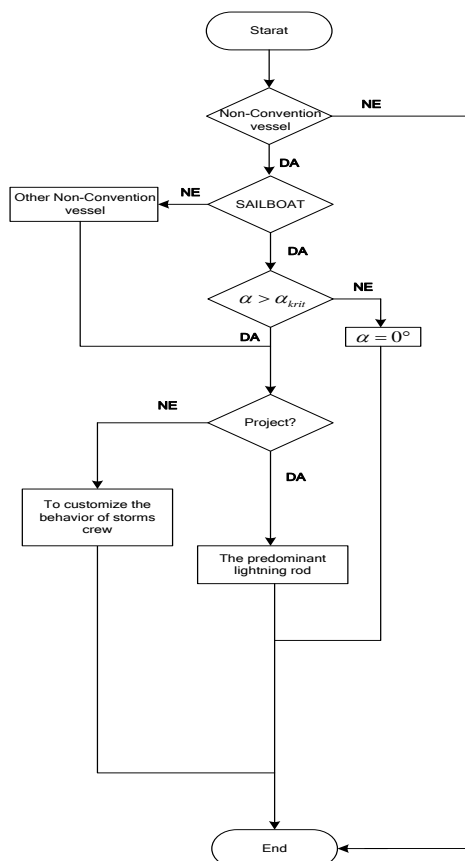 Starat
Non-Convention
vessel
NE
DA
SAILBOAT
NE
Other Non-Convention
vessel
DA
α > α_krit
NE
α = 0°
DA
Project?
NE
DA
To customize the
behavior of storms
crew
The predominant
lightning rod
End